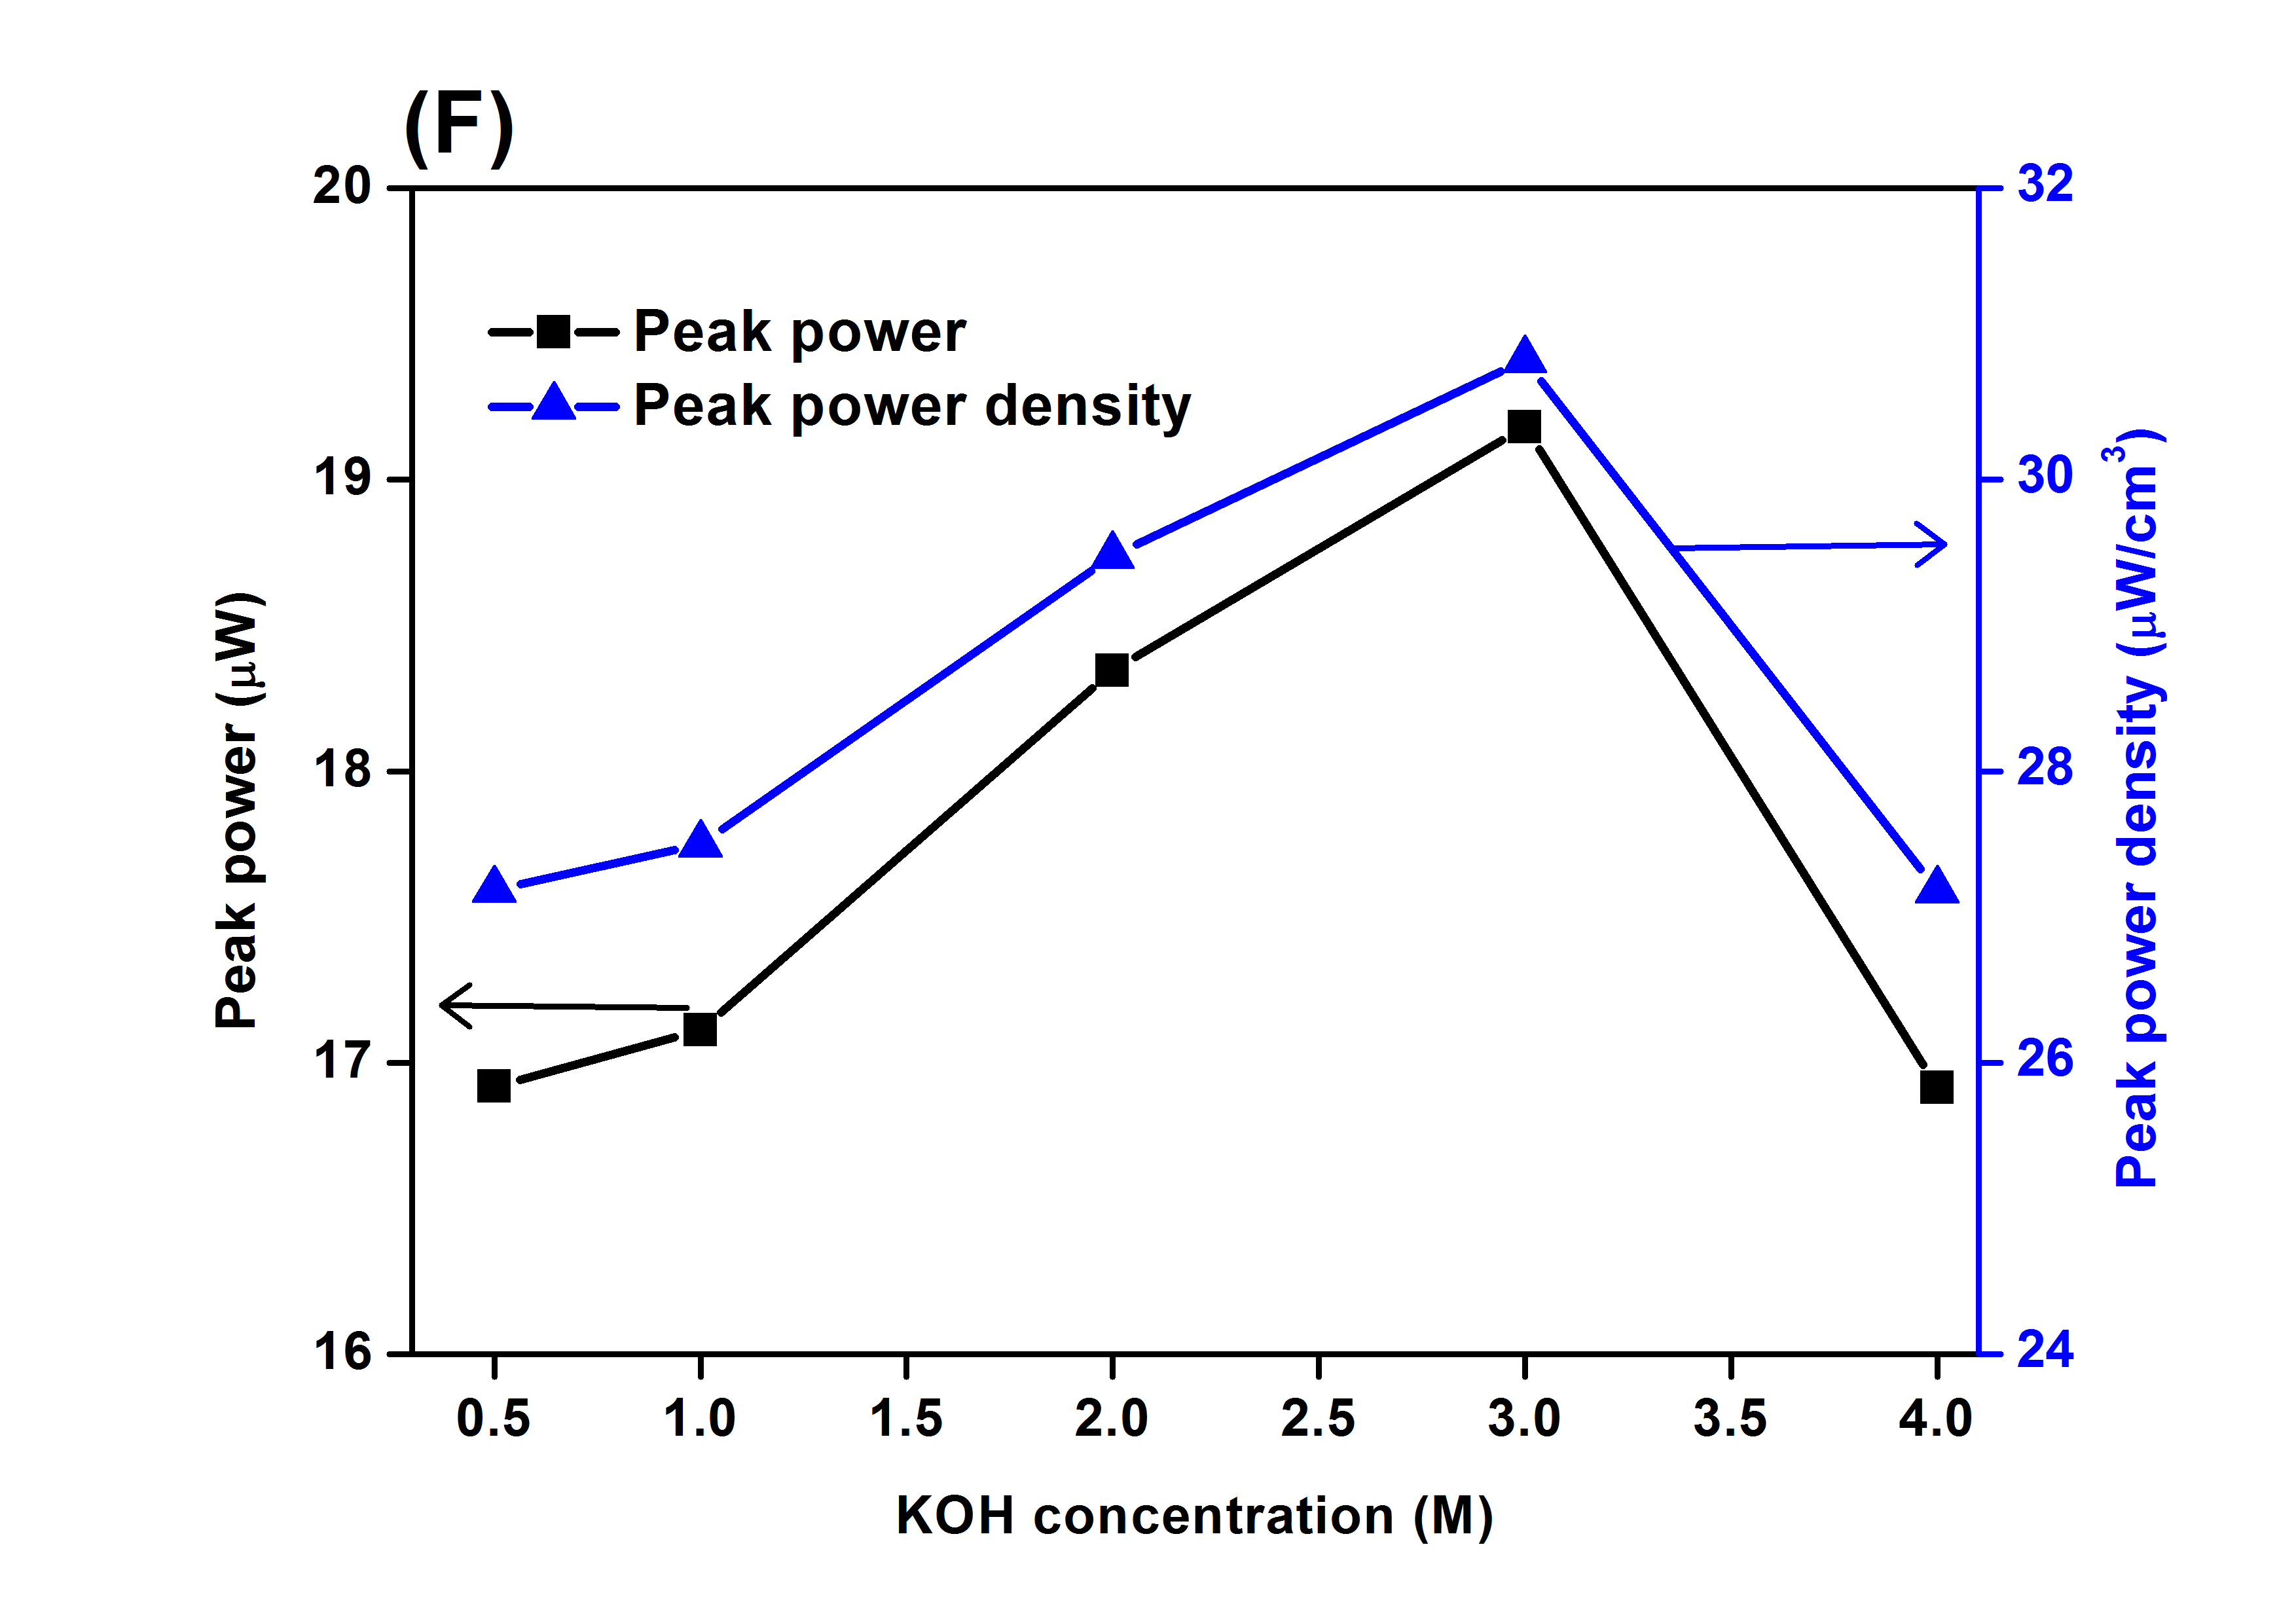 (F)
Peak power
Peak power density
20
19
18
17
16
Peak power (μW)
32
30
28
26
24
Peak power density (μW/cm³)
0.5 1.0 1.5 2.0 2.5 3.0 3.5 4.0
KOH concentration (M)